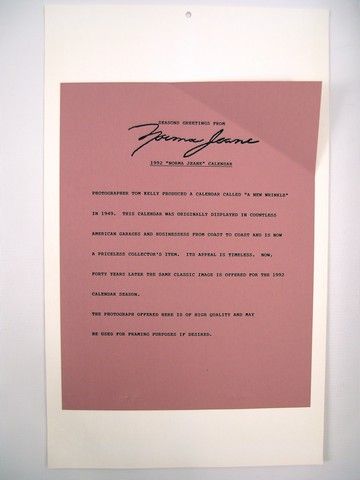 SEASONS GREETINGS FROM
Norma Jeane
1992 "NORMA JEANE" CALENDAR
PHOTOGRAPHER TOM KELLY PRODUCED A CALENDAR CALLED "A NEW WRINKLE"
IN 1949. THIS CALENDAR WAS ORIGINALLY DISPLAYED IN COUNTLESS
AMERICAN GARAGES AND BUSINESSESS FROM COAST TO COAST AND IS NOW
A PRICELESS COLLECTOR'S ITEM. ITS APPEAL IS TIMELESS. NOW,
FORTY YEARS LATER THE SAME CLASSIC IMAGE IS OFFERED FOR THE 1992
CALENDAR SEASON.
THE PHOTOGRAPH OFFERED HERE IS OF HIGH QUALITY AND MAY
BE USED FOR FRAMING PURPOSES IF DESIRED.